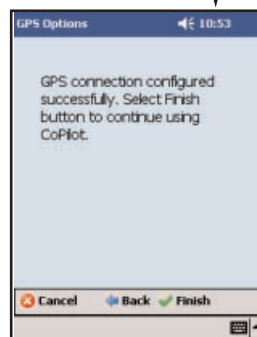 GPS Options 10:53
GPS connection configured
successfully. Select Finish
button to continue using
CoPilot.
Cancel Back Finish